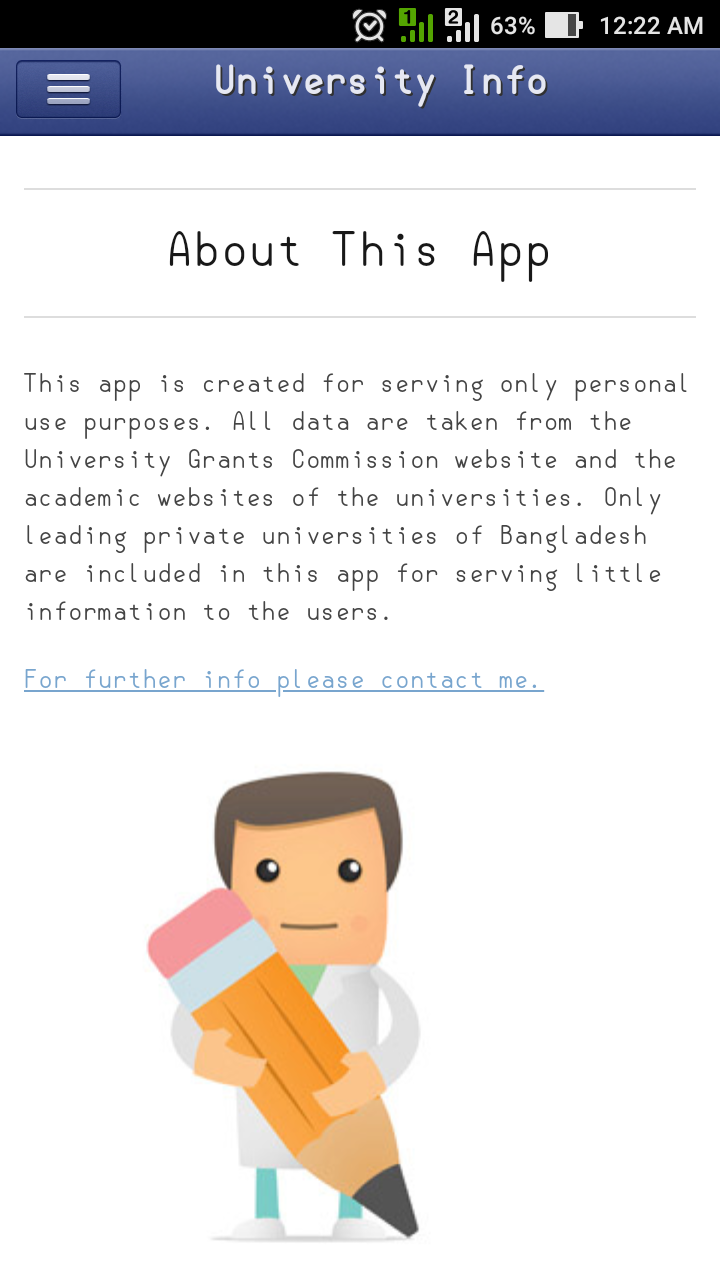 1 2 63% 12:22 AM
University Info
About This App
This app is created for serving only personal
use purposes. All data are taken from the
University Grants Commission website and the
academic websites of the universities. Only
leading private universities of Bangladesh
are included in this app for serving little
information to the users.
For further info please contact me.